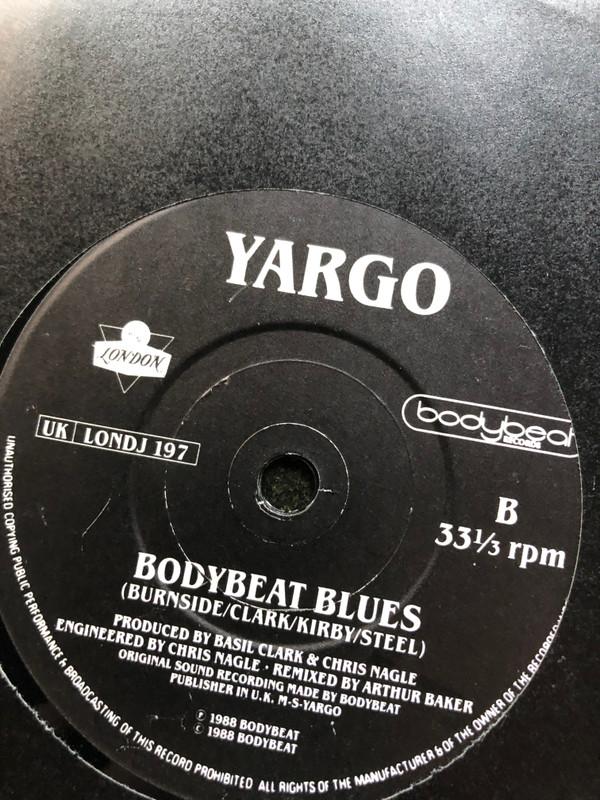 YARGO
LONDON
UK LONDJ 197
bodybeat
RECORDS
B
33⅓ rpm
BODYBEAT BLUES
(BURNSIDE/CLARK/KIRBY/STEEL)
PRODUCED BY BASIL CLARK & CHRIS NAGLE
ENGINEERED BY CHRIS NAGLE · REMIXED BY ARTHUR BAKER
ORIGINAL SOUND RECORDING MADE BY BODYBEAT
PUBLISHER IN U.K. M-S-YARGO
℗ 1988 BODYBEAT
© 1988 BODYBEAT
UNAUTHORISED COPYING PUBLIC PERFORMANCE & BROADCASTING OF THIS RECORD PROHIBITED ALL RIGHTS OF THE MANUFACTURER & OF THE OWNER OF THE RECORDED